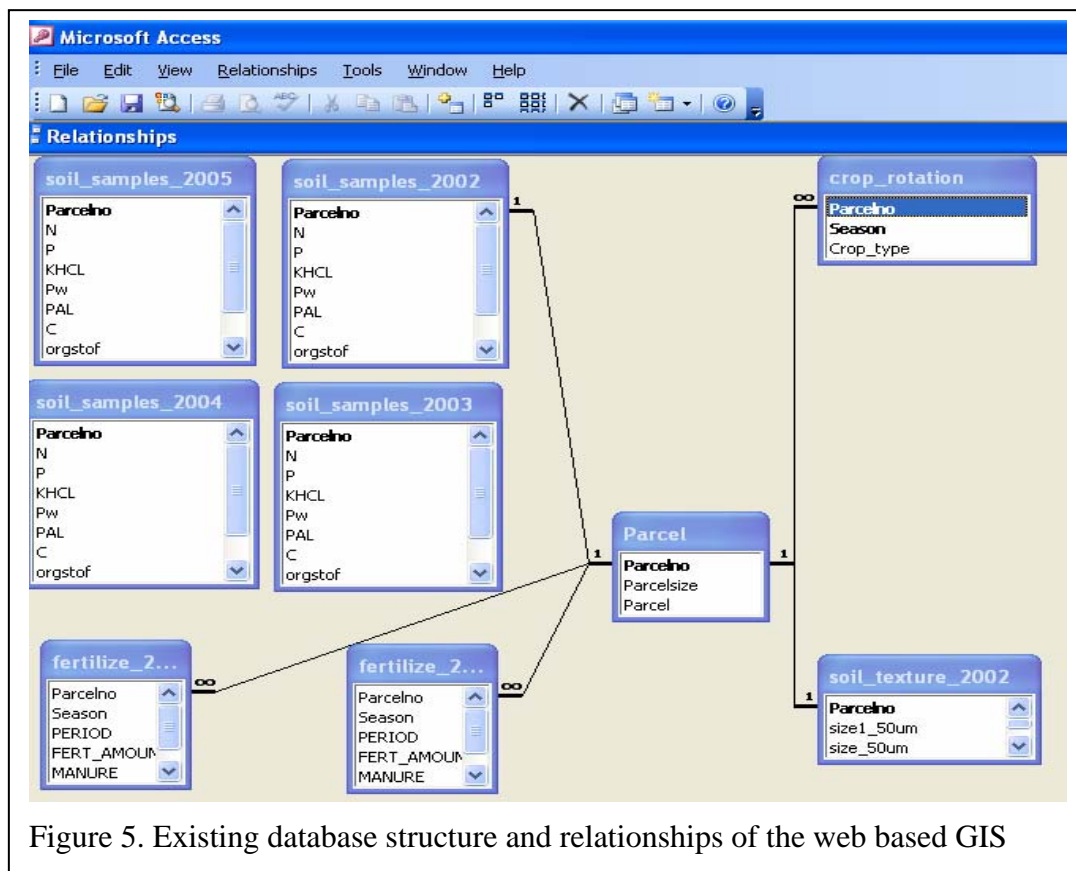 Microsoft Access
File Edit View Relationships Tools Window Help
Relationships
soil_samples_2005
Parcelno
N
P
KHCL
Pw
PAL
C
orgstof
soil_samples_2002
Parcelno
N
P
KHCL
Pw
PAL
C
orgstof
1
crop_rotation
∞
Parcelno
Season
Crop_type
soil_samples_2004
Parcelno
N
P
KHCL
Pw
PAL
C
orgstof
soil_samples_2003
Parcelno
N
P
KHCL
Pw
PAL
C
orgstof
Parcel
1
Parcelno
Parcelsize
Parcel
1
fertilize_2...
Parcelno
Season
PERIOD
FERT_AMOUN
MANURE
∞
fertilize_2...
Parcelno
Season
PERIOD
FERT_AMOUN
MANURE
∞
soil_texture_2002
1
Parcelno
size1_50um
size_50um
Figure 5. Existing database structure and relationships of the web based GIS